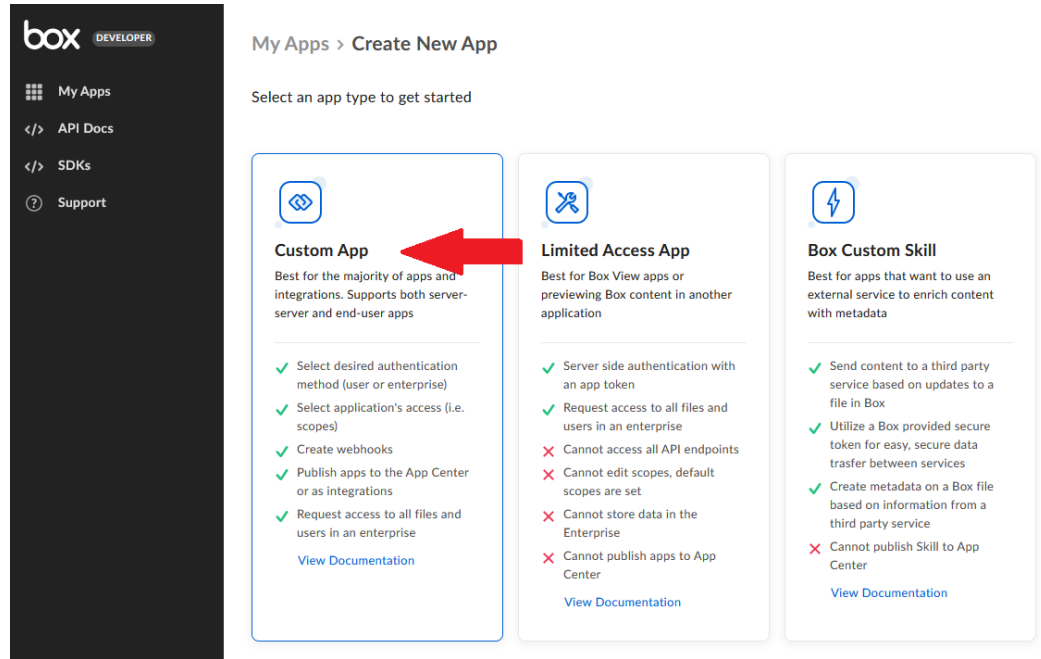 box DEVELOPER
My Apps
API Docs
SDKs
Support
My Apps > Create New App
Select an app type to get started
Custom App
Best for the majority of apps and
integrations. Supports both server-
server and end-user apps
Select desired authentication
method (user or enterprise)
Select application's access (i.e.
scopes)
Create webhooks
Publish apps to the App Center
or as integrations
Request access to all files and
users in an enterprise
View Documentation
Limited Access App
Best for Box View apps or
previewing Box content in another
application
Server side authentication with
an app token
Request access to all files and
users in an enterprise
Cannot access all API endpoints
Cannot edit scopes, default
scopes are set
Cannot store data in the
Enterprise
Cannot publish apps to App
Center
View Documentation
Box Custom Skill
Best for apps that want to use an
external service to enrich content
with metadata
Send content to a third party
service based on updates to a
file in Box
Utilize a Box provided secure
token for easy, secure data
trasfer between services
Create metadata on a Box file
based on information from a
third party service
Cannot publish Skill to App
Center
View Documentation